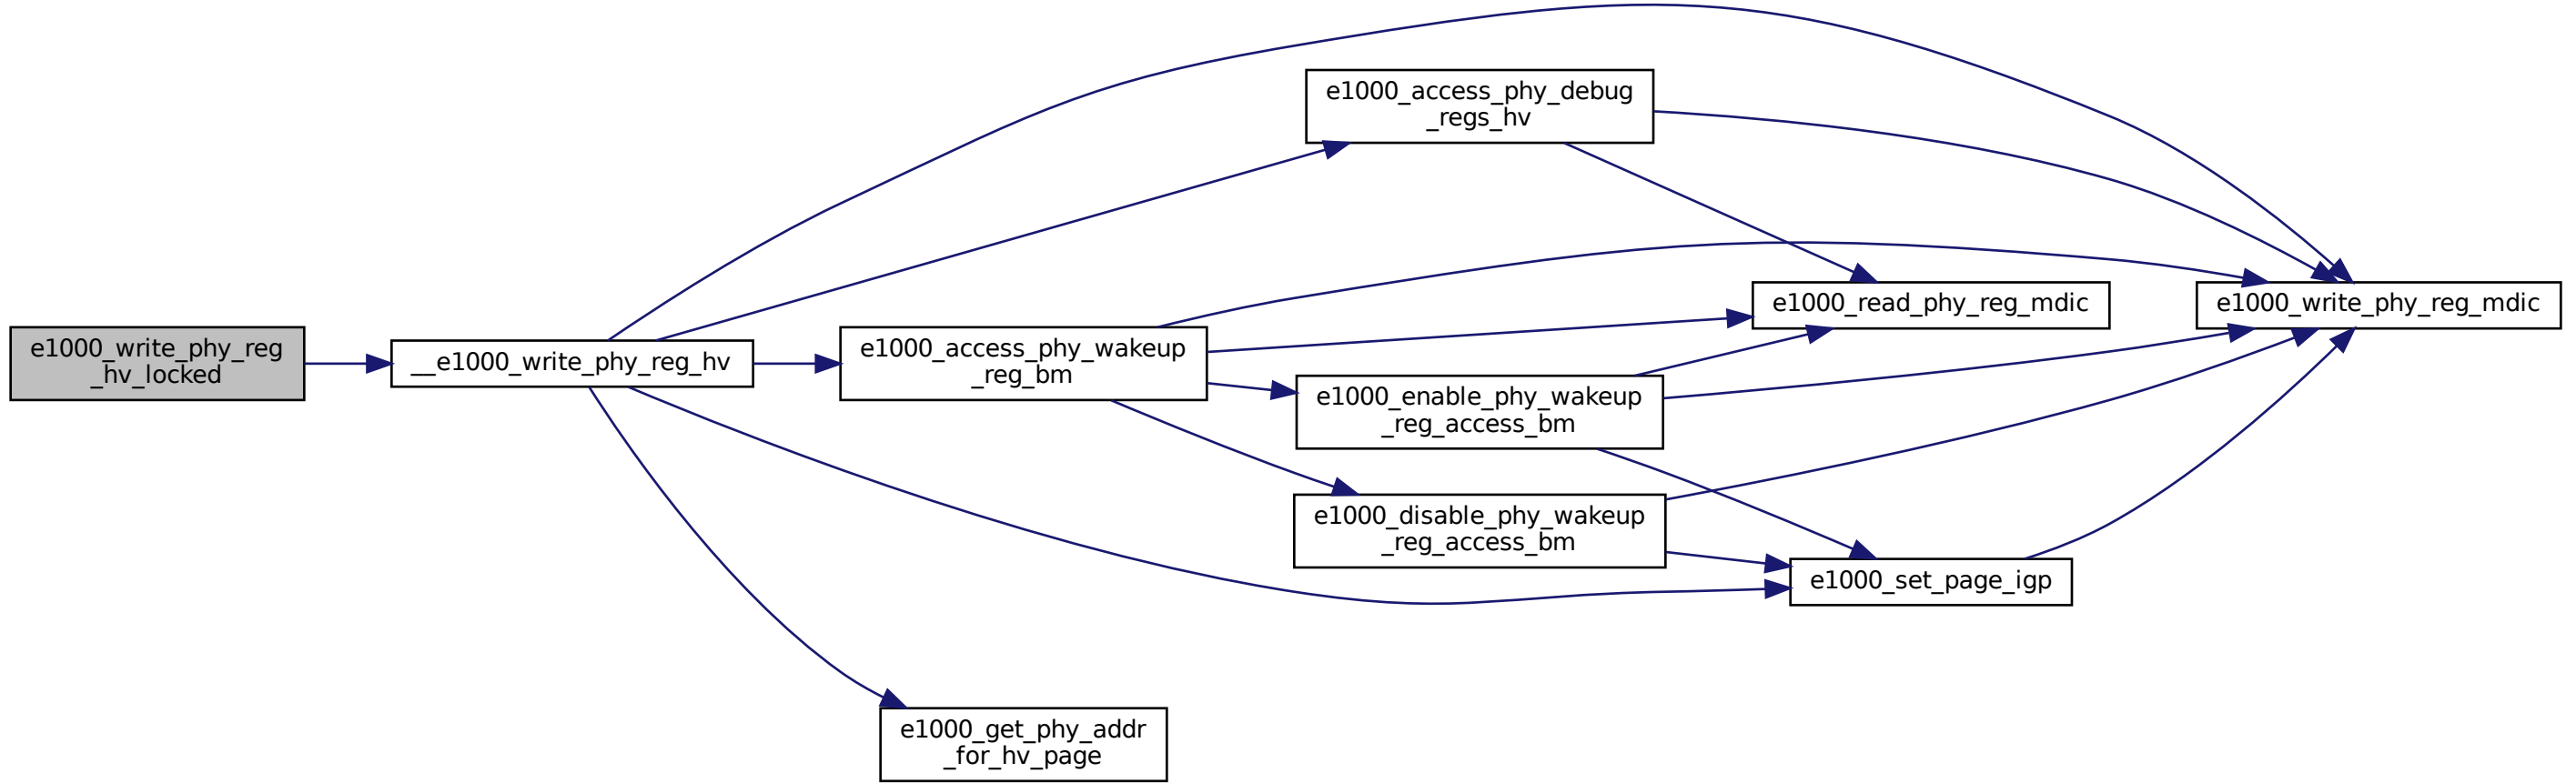 e1000_write_phy_reg
_hv_locked
__e1000_write_phy_reg_hv
e1000_access_phy_debug
_regs_hv
e1000_access_phy_wakeup
_reg_bm
e1000_enable_phy_wakeup
_reg_access_bm
e1000_disable_phy_wakeup
_reg_access_bm
e1000_get_phy_addr
_for_hv_page
e1000_read_phy_reg_mdic
e1000_set_page_igp
e1000_write_phy_reg_mdic